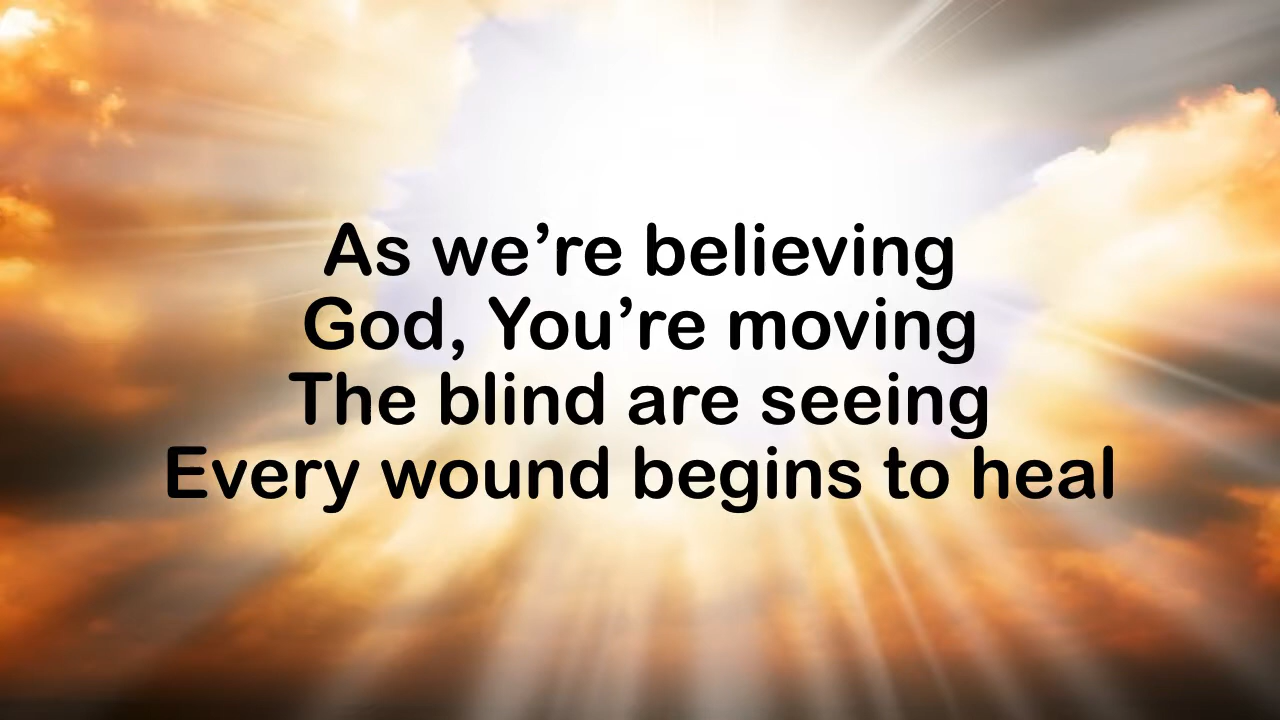 As we’re believing
God, You’re moving
The blind are seeing
Every wound begins to heal